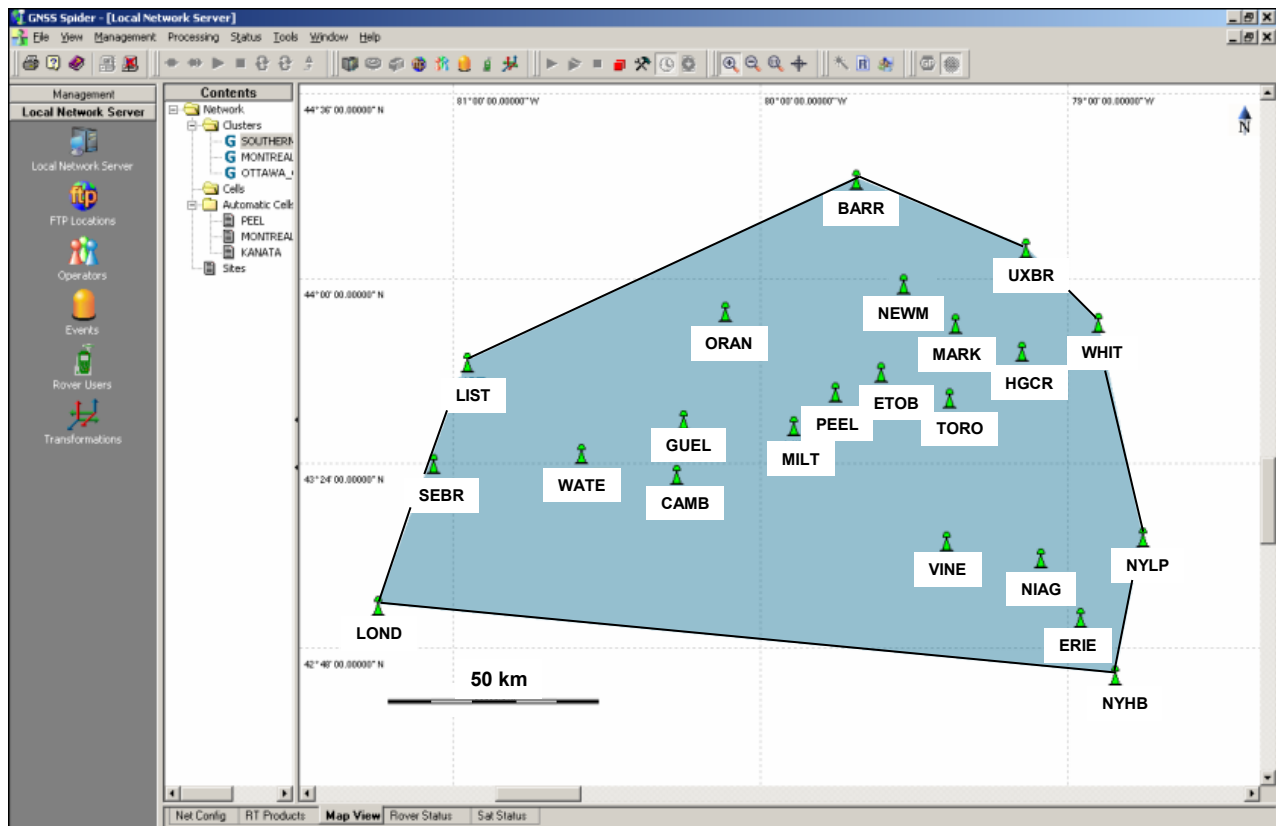 GNSS Spider - [Local Network Server]
File View Management Processing Status Tools Window Help
Management
Local Network Server
Local Network Server
FTP Locations
Operators
Events
Rover Users
Transformations
Contents
Network
Clusters
SOUTHERN
MONTREAL
OTTAWA_
Cells
Automatic Cells
PEEL
MONTREAL
KANATA
Sites
81°00' 00.00000" W
80°00' 00.00000" W
79°00' 00.00000" W
44°36' 00.00000" N
N
BARR
UXBR
44°00' 00.00000" N
NEWM
ORAN
MARK
WHIT
HGCR
LIST
ETOB
PEEL
TORO
GUEL
MILT
43°24' 00.00000" N
WATE
SEBR
CAMB
VINE
NYLP
NIAG
LOND
ERIE
42°48' 00.00000" N
50 km
NYHB
Net Config RT Products Map View Rover Status Sat Status